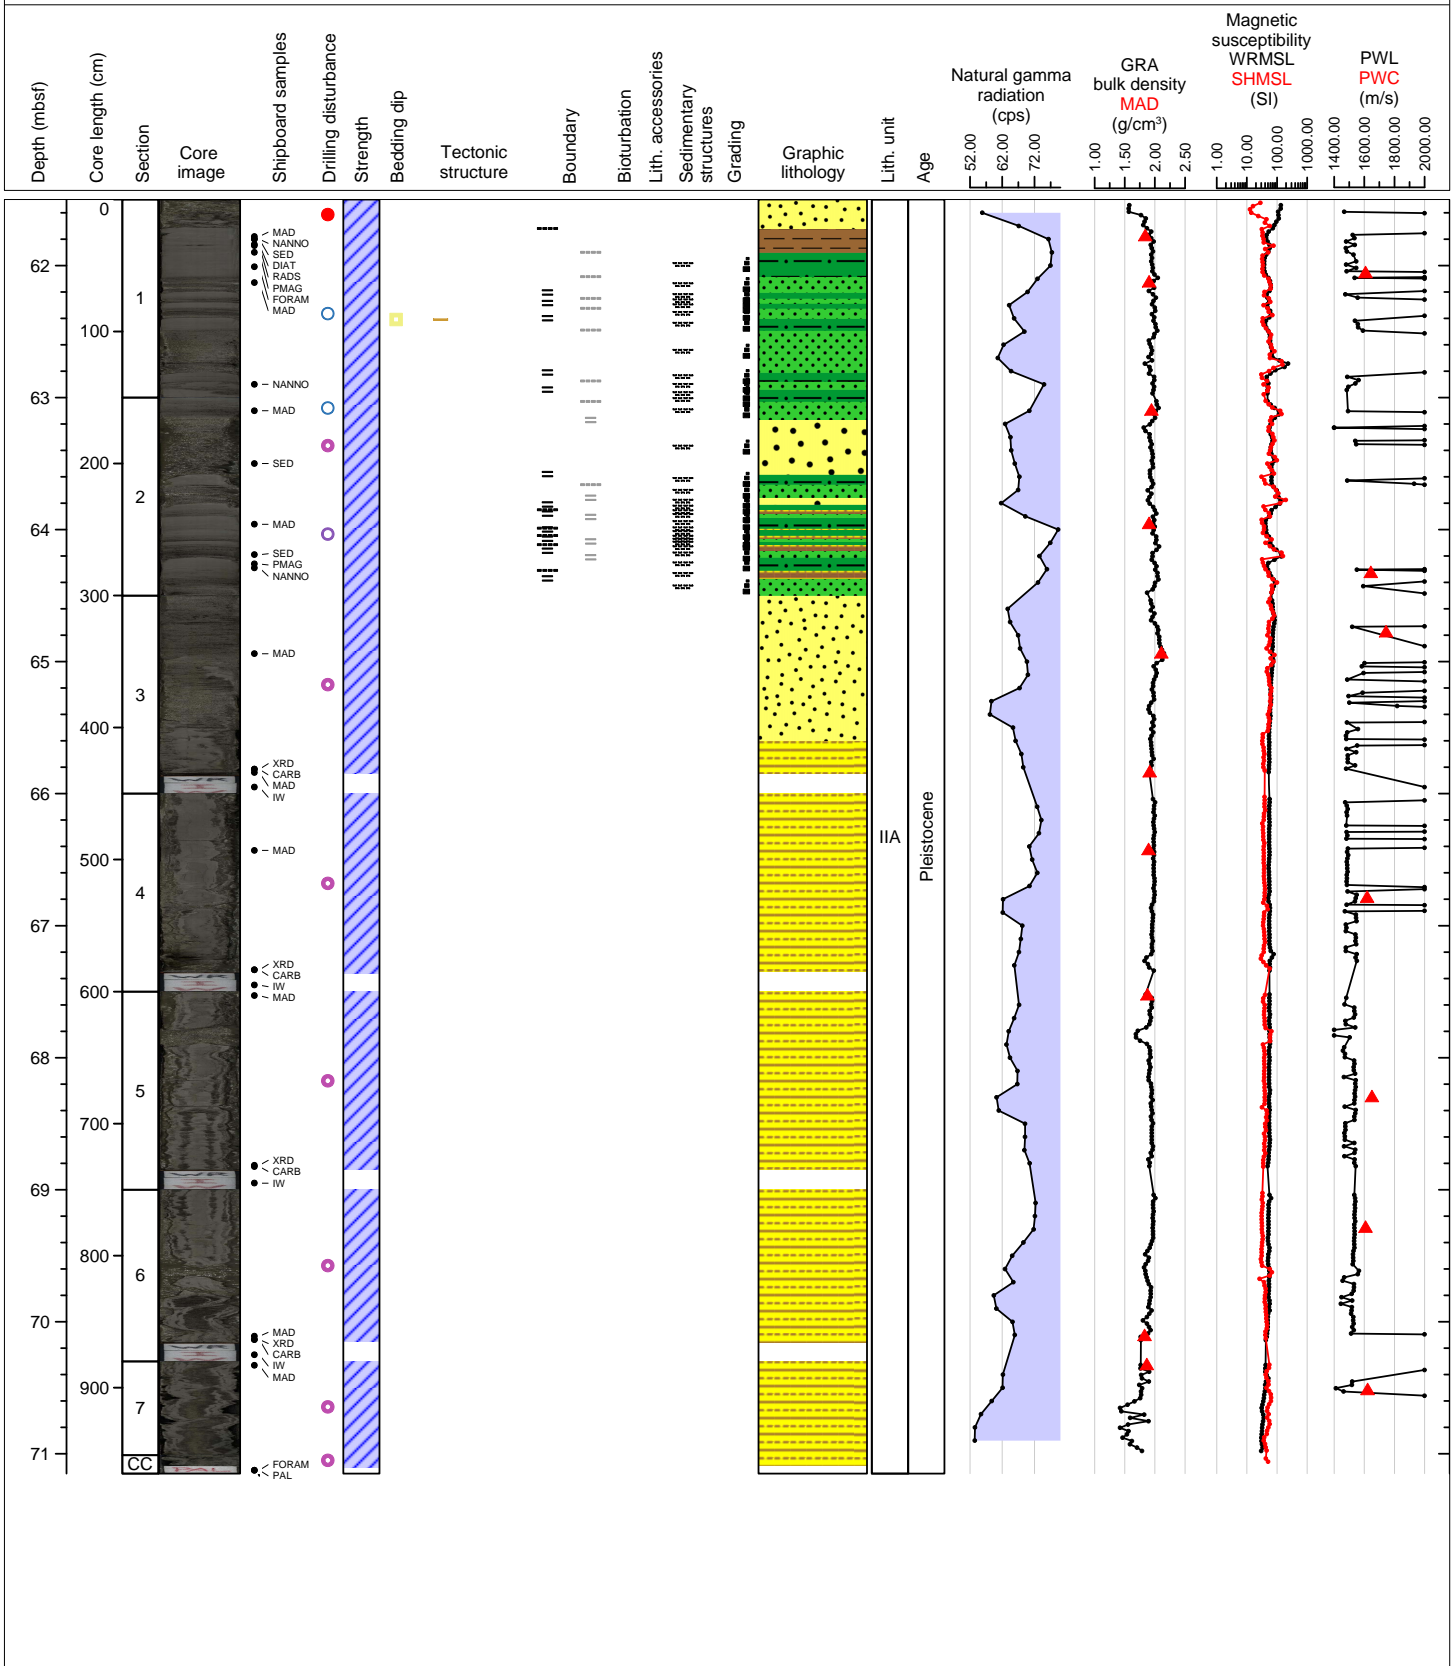 Depth (mbsf)
Core length (cm)
Section
Core
image
Shipboard samples
Drilling disturbance
Strength
Bedding dip
Tectonic
structure
Boundary
Bioturbation
Lith. accessories
Sedimentary
structures
Grading
Graphic
lithology
Lith. unit
Age
Natural gamma
radiation
(cps)
52.00 62.00 72.00
GRA
bulk density
MAD
(g/cm³)
1.00 1.50 2.00 2.50
Magnetic
susceptibility
WRMSL
SHMSL
(SI)
1.00 10.00 100.00 1000.00
PWL
PWC
(m/s)
1400.00 1600.00 1800.00 2000.00
0
MAD
NANNO
SED
62
DIAT
RADS
PMAG
1
FORAM
MAD
100
NANNO
63
MAD
200
SED
2
MAD
64
SED
PMAG
NANNO
300
MAD
65
3
400
XRD
CARB
MAD
66
IW
IIA
Pleistocene
MAD
500
4
67
XRD
CARB
IW
600
MAD
68
5
700
XRD
CARB
IW
69
800
6
70
MAD
XRD
CARB
IW
MAD
900
7
71
CC
FORAM
PAL